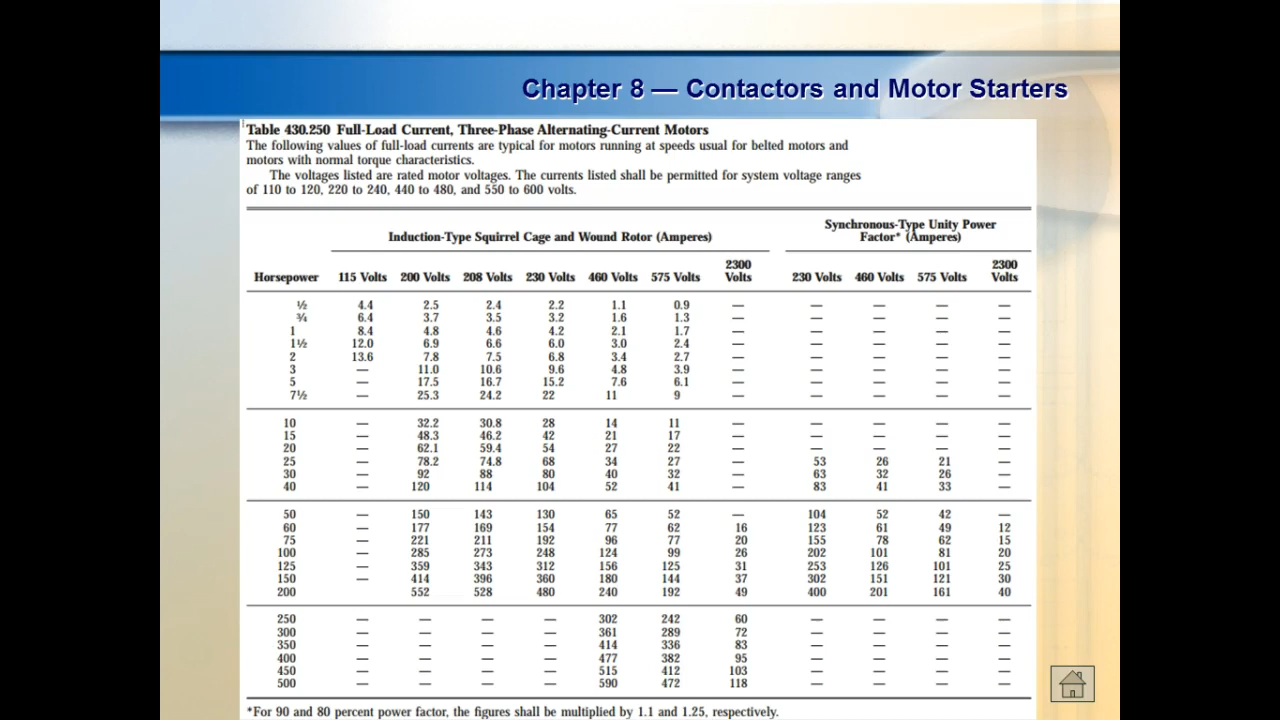 Chapter 8 — Contactors and Motor Starters
Table 430.250 Full-Load Current, Three-Phase Alternating-Current Motors
The following values of full-load currents are typical for motors running at speeds usual for belted motors and
motors with normal torque characteristics.
The voltages listed are rated motor voltages. The currents listed shall be permitted for system voltage ranges
of 110 to 120, 220 to 240, 440 to 480, and 550 to 600 volts.
Induction-Type Squirrel Cage and Wound Rotor (Amperes)
Synchronous-Type Unity Power
Factor* (Amperes)
Horsepower 115 Volts 200 Volts 208 Volts 230 Volts 460 Volts 575 Volts 2300 Volts 230 Volts 460 Volts 575 Volts 2300 Volts
½ 4.4 2.5 2.4 2.2 1.1 0.9 — — — — —
¾ 6.4 3.7 3.5 3.2 1.6 1.3 — — — — —
1 8.4 4.8 4.6 4.2 2.1 1.7 — — — — —
1½ 12.0 6.9 6.6 6.0 3.0 2.4 — — — — —
2 13.6 7.8 7.5 6.8 3.4 2.7 — — — — —
3 — 11.0 10.6 9.6 4.8 3.9 — — — — —
5 — 17.5 16.7 15.2 7.6 6.1 — — — — —
7½ — 25.3 24.2 22 11 9 — — — — —
10 — 32.2 30.8 28 14 11 — — — — —
15 — 48.3 46.2 42 21 17 — — — — —
20 — 62.1 59.4 54 27 22 — — — — —
25 — 78.2 74.8 68 34 27 — 53 26 21 —
30 — 92 88 80 40 32 — 63 32 26 —
40 — 120 114 104 52 41 — 83 41 33 —
50 — 150 143 130 65 52 — 104 52 42 —
60 — 177 169 154 77 62 16 123 61 49 12
75 — 221 211 192 96 77 20 155 78 62 15
100 — 285 273 248 124 99 26 202 101 81 20
125 — 359 343 312 156 125 31 253 126 101 25
150 — 414 396 360 180 144 37 302 151 121 30
200 552 528 480 240 192 49 400 201 161 40
250 — — — — 302 242 60 — — — —
300 — — — — 361 289 72 — — — —
350 — — — — 414 336 83 — — — —
400 — — — — 477 382 95 — — — —
450 — — — — 515 412 103 — — — —
500 — — — — 590 472 118 — — — —
*For 90 and 80 percent power factor, the figures shall be multiplied by 1.1 and 1.25, respectively.